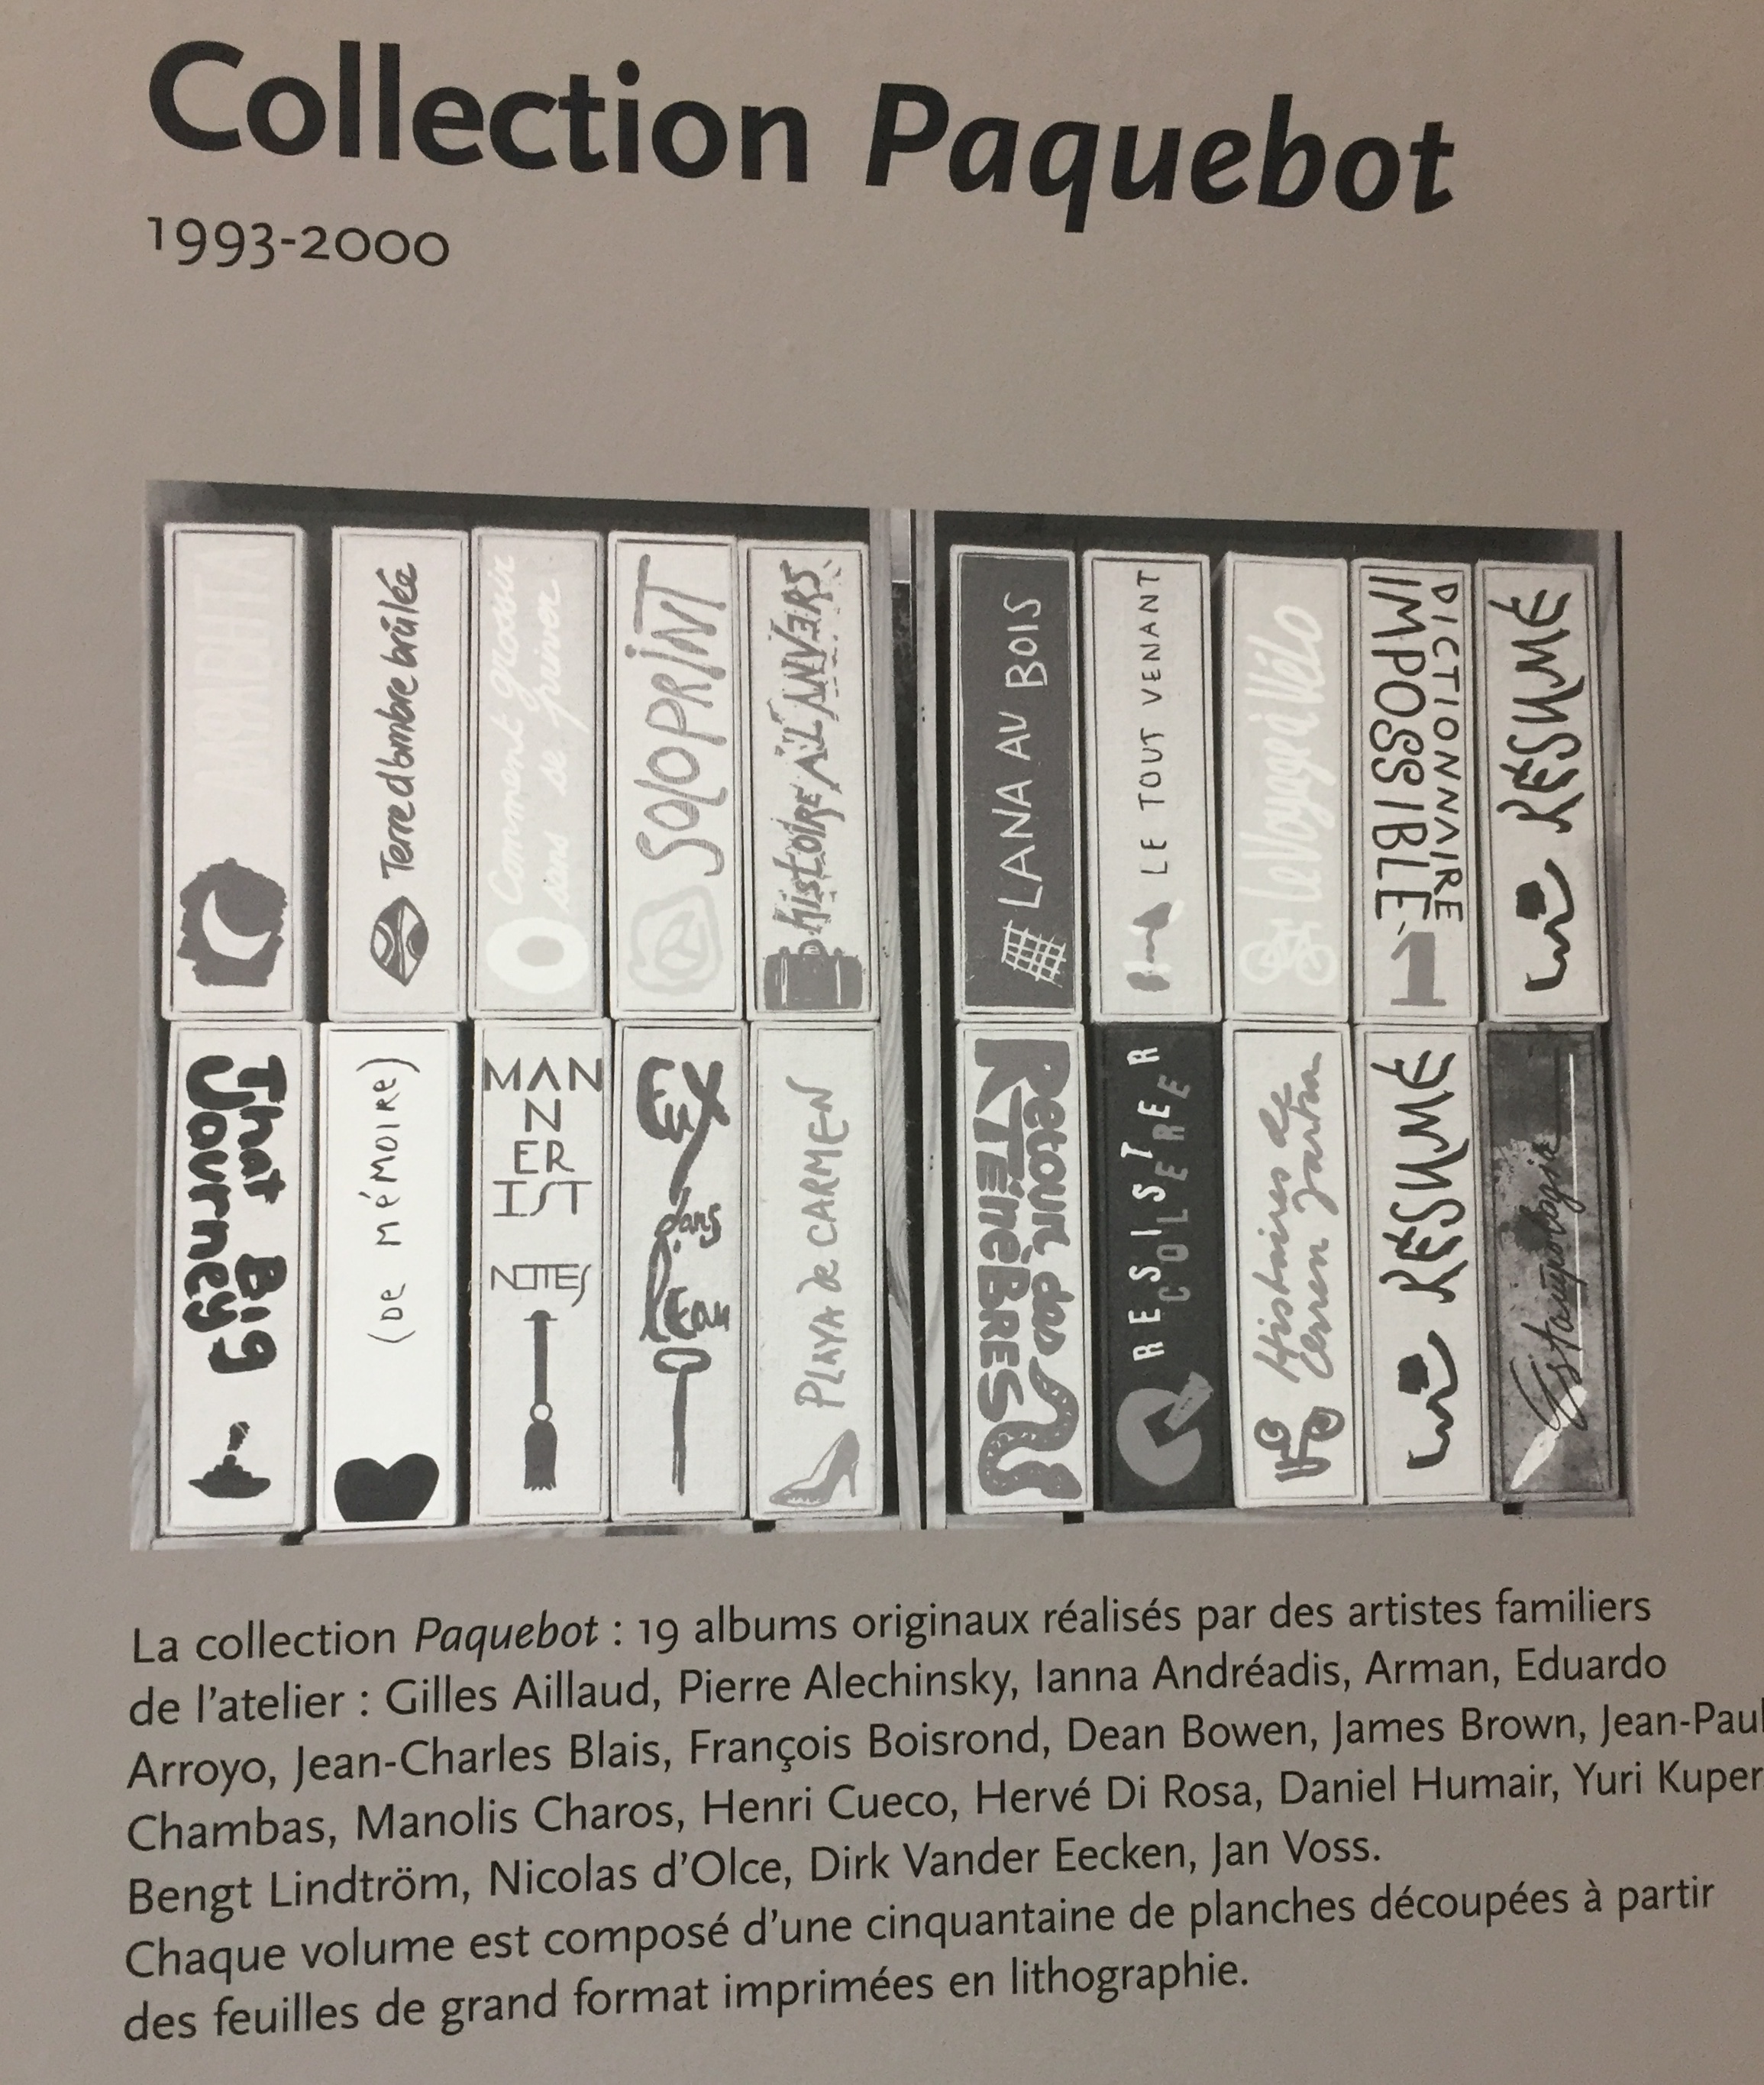 Collection Paquebot
1993-2000
Terre d'ombre brûlée
Comment grossir
sans se priver
SOLOPRINT
histoire À L'ANVERS
LANA AU BOIS
LE TOUT VENANT
Le Voyage à Vélo
DICTIONNAIRE
IMPOSSIBLE
1
RÉSUMÉ
That Big
Journey
(De MéMOIRe)
MAN
N
ER
IST
NOTES
PLAYA de CARMEN
Retour des
TÉNÈBRES
RESISTER
COLSERER
Histoires de
RÉSUMÉ
Estampologie
La collection Paquebot : 19 albums originaux réalisés par des artistes familiers
de l'atelier : Gilles Aillaud, Pierre Alechinsky, Ianna Andréadis, Arman, Eduardo
Arroyo, Jean-Charles Blais, François Boisrond, Dean Bowen, James Brown, Jean-Paul
Chambas, Manolis Charos, Henri Cueco, Hervé Di Rosa, Daniel Humair, Yuri Kuper
Bengt Lindtröm, Nicolas d'Olce, Dirk Vander Eecken, Jan Voss.
Chaque volume est composé d'une cinquantaine de planches découpées à partir
des feuilles de grand format imprimées en lithographie.